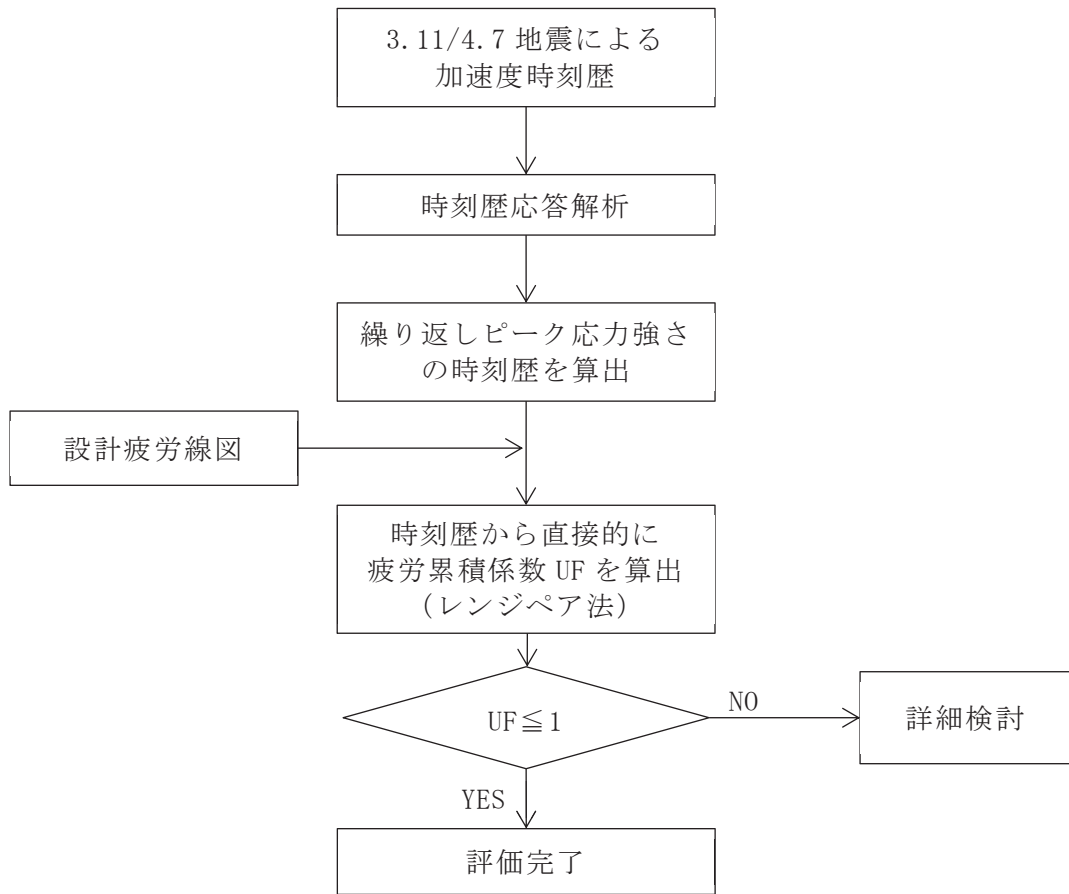 3.11/4.7 地震による
加速度時刻歴
時刻歴応答解析
繰り返しピーク応力強さ
の時刻歴を算出
設計疲労線図
時刻歴から直接的に
疲労累積係数 UF を算出
(レンジペア法)
UF≦1
NO
詳細検討
YES
評価完了